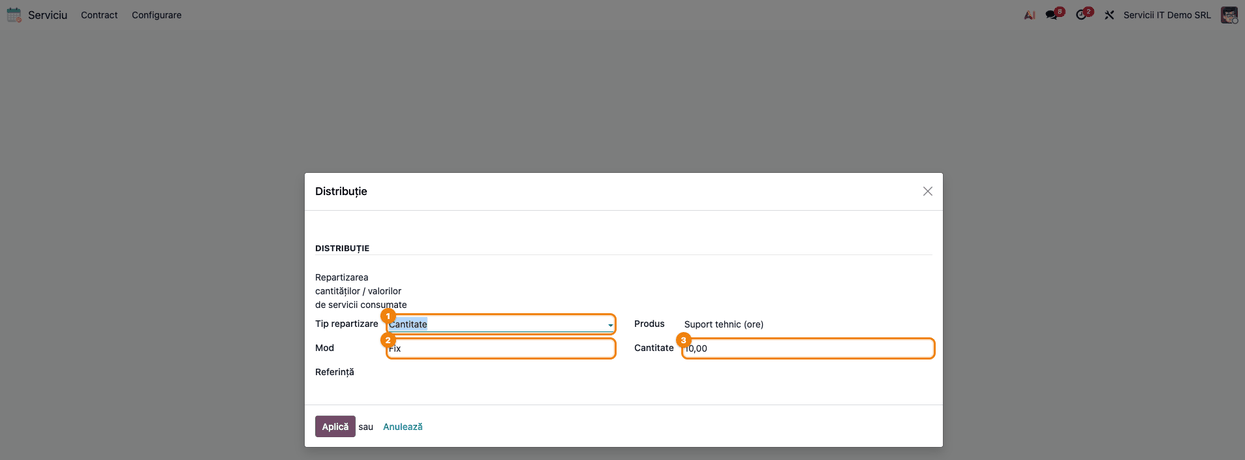 Serviciu Contract Configurare 8 2 Servicii IT Demo SRL
Distribuție
DISTRIBUȚIE
Repartizarea
cantităților / valorilor
de servicii consumate
Tip repartizare 1 Cantitate Produs Suport tehnic (ore)
Mod 2 Fix Cantitate 3 10,00
Referință
Aplică sau Anulează